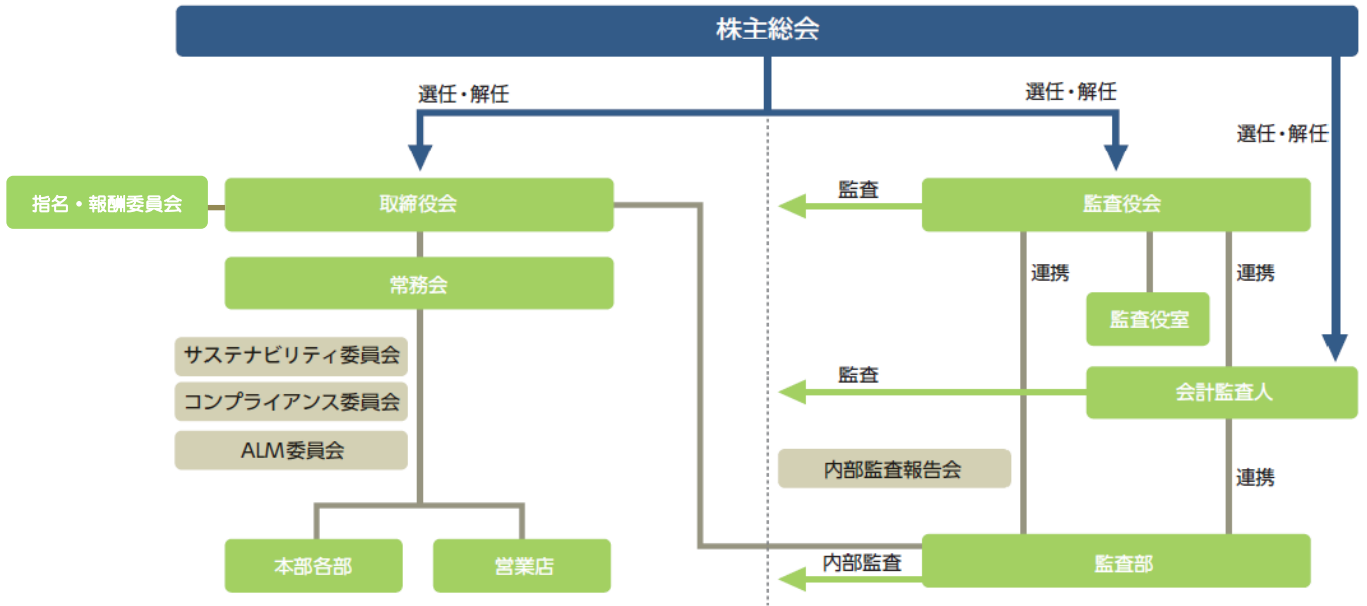 株主総会
選任・解任
選任・解任
選任・解任
指名・報酬委員会
取締役会
監査
監査役会
常務会
連携
連携
監査役室
サステナビリティ委員会
コンプライアンス委員会
ALM委員会
監査
会計監査人
内部監査報告会
連携
本部各部
営業店
内部監査
監査部